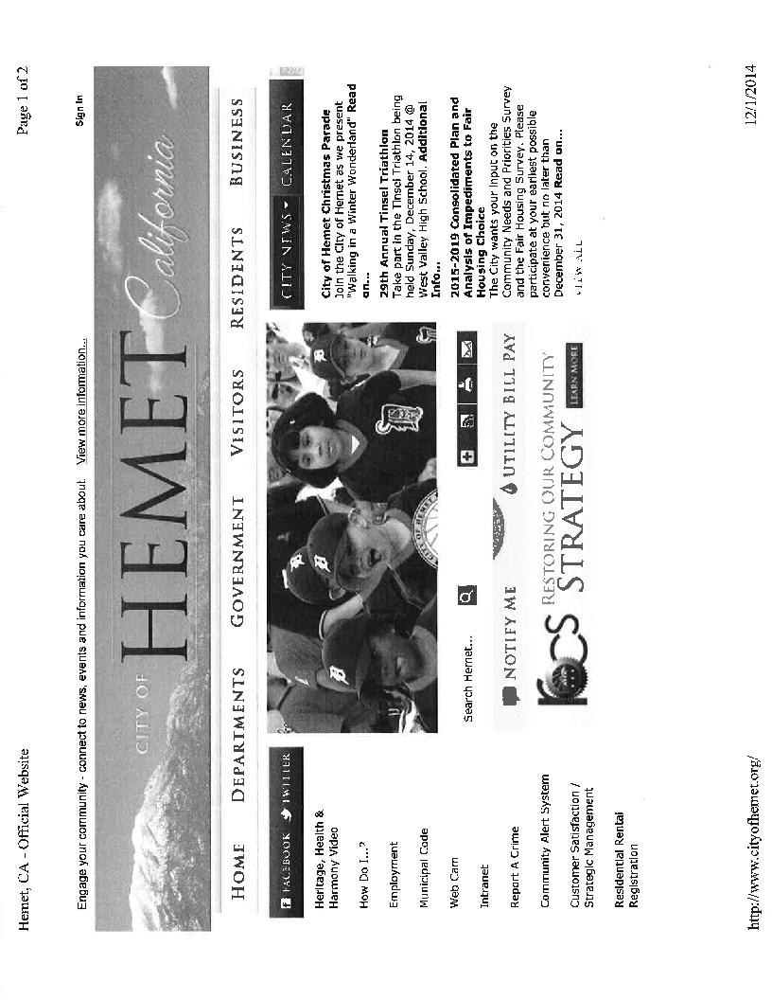 Hemet, CA - Official Website
Page 1 of 2
Engage your community - connect to news, events and information you care about. View more information...
Sign In
CITY OF HEMET California
HOME DEPARTMENTS GOVERNMENT VISITORS RESIDENTS BUSINESS
FACEBOOK TWITTER
Heritage, Health &
Harmony Video
How Do I...?
Employment
Municipal Code
Web Cam
Intranet
Report A Crime
Community Alert System
Customer Satisfaction /
Strategic Management
Residential Rental
Registration
CITY OF HEMET
Search Hemet...
NOTIFY ME
UTILITY BILL PAY
rocs RESTORING OUR COMMUNITY
STRATEGY
LEARN MORE
CITY NEWS CALENDAR
City of Hemet Christmas Parade
Join the City of Hemet as we present
"Walking in a Winter Wonderland" Read
on...
29th Annual Tinsel Triathlon
Take part in the Tinsel Triathlon being
held Sunday, December 14, 2014 @
West Valley High School. Additional
Info...
2015-2019 Consolidated Plan and
Analysis of Impediments to Fair
Housing Choice
The City wants your input on the
Community Needs and Priorities Survey
and the Fair Housing Survey. Please
participate at your earliest possible
convenience but no later than
December 31, 2014 Read on...
VIEW ALL
http://www.cityofhemet.org/
12/1/2014